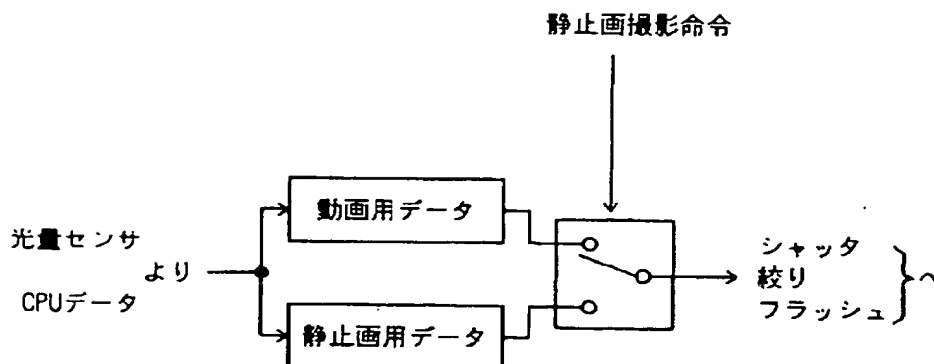 静止画撮影命令
動画用データ
光量センサ
より
CPUデータ
静止画用データ
シャッタ
絞り
フラッシュ
へ